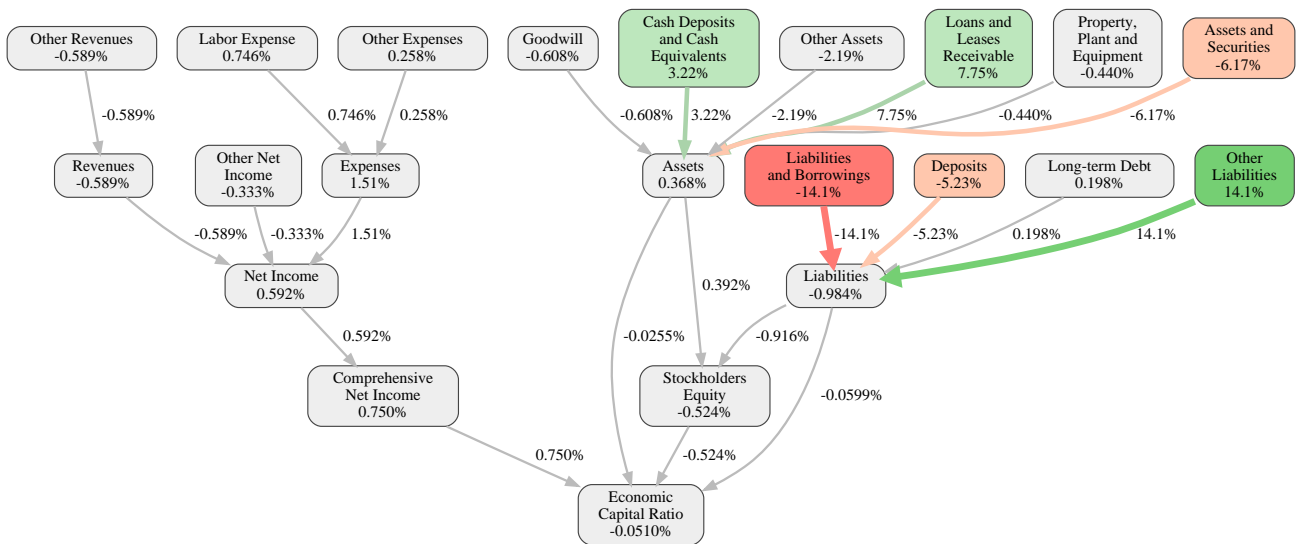 Other Revenues
-0.589%
Labor Expense
0.746%
Other Expenses
0.258%
Goodwill
-0.608%
Cash Deposits
and Cash
Equivalents
3.22%
Other Assets
-2.19%
Loans and
Leases
Receivable
7.75%
Property,
Plant and
Equipment
-0.440%
Assets and
Securities
-6.17%
-0.589%
0.746%
0.258%
-0.608%
3.22%
-2.19%
7.75%
-0.440%
-6.17%
Revenues
-0.589%
Other Net
Income
-0.333%
Expenses
1.51%
Assets
0.368%
Liabilities
and Borrowings
-14.1%
Deposits
-5.23%
Long-term Debt
0.198%
Other
Liabilities
14.1%
-0.589%
-0.333%
1.51%
-14.1%
-5.23%
0.198%
14.1%
Net Income
0.592%
0.392%
Liabilities
-0.984%
0.592%
-0.0255%
-0.916%
Comprehensive
Net Income
0.750%
Stockholders
Equity
-0.524%
-0.0599%
0.750%
-0.524%
Economic
Capital Ratio
-0.0510%